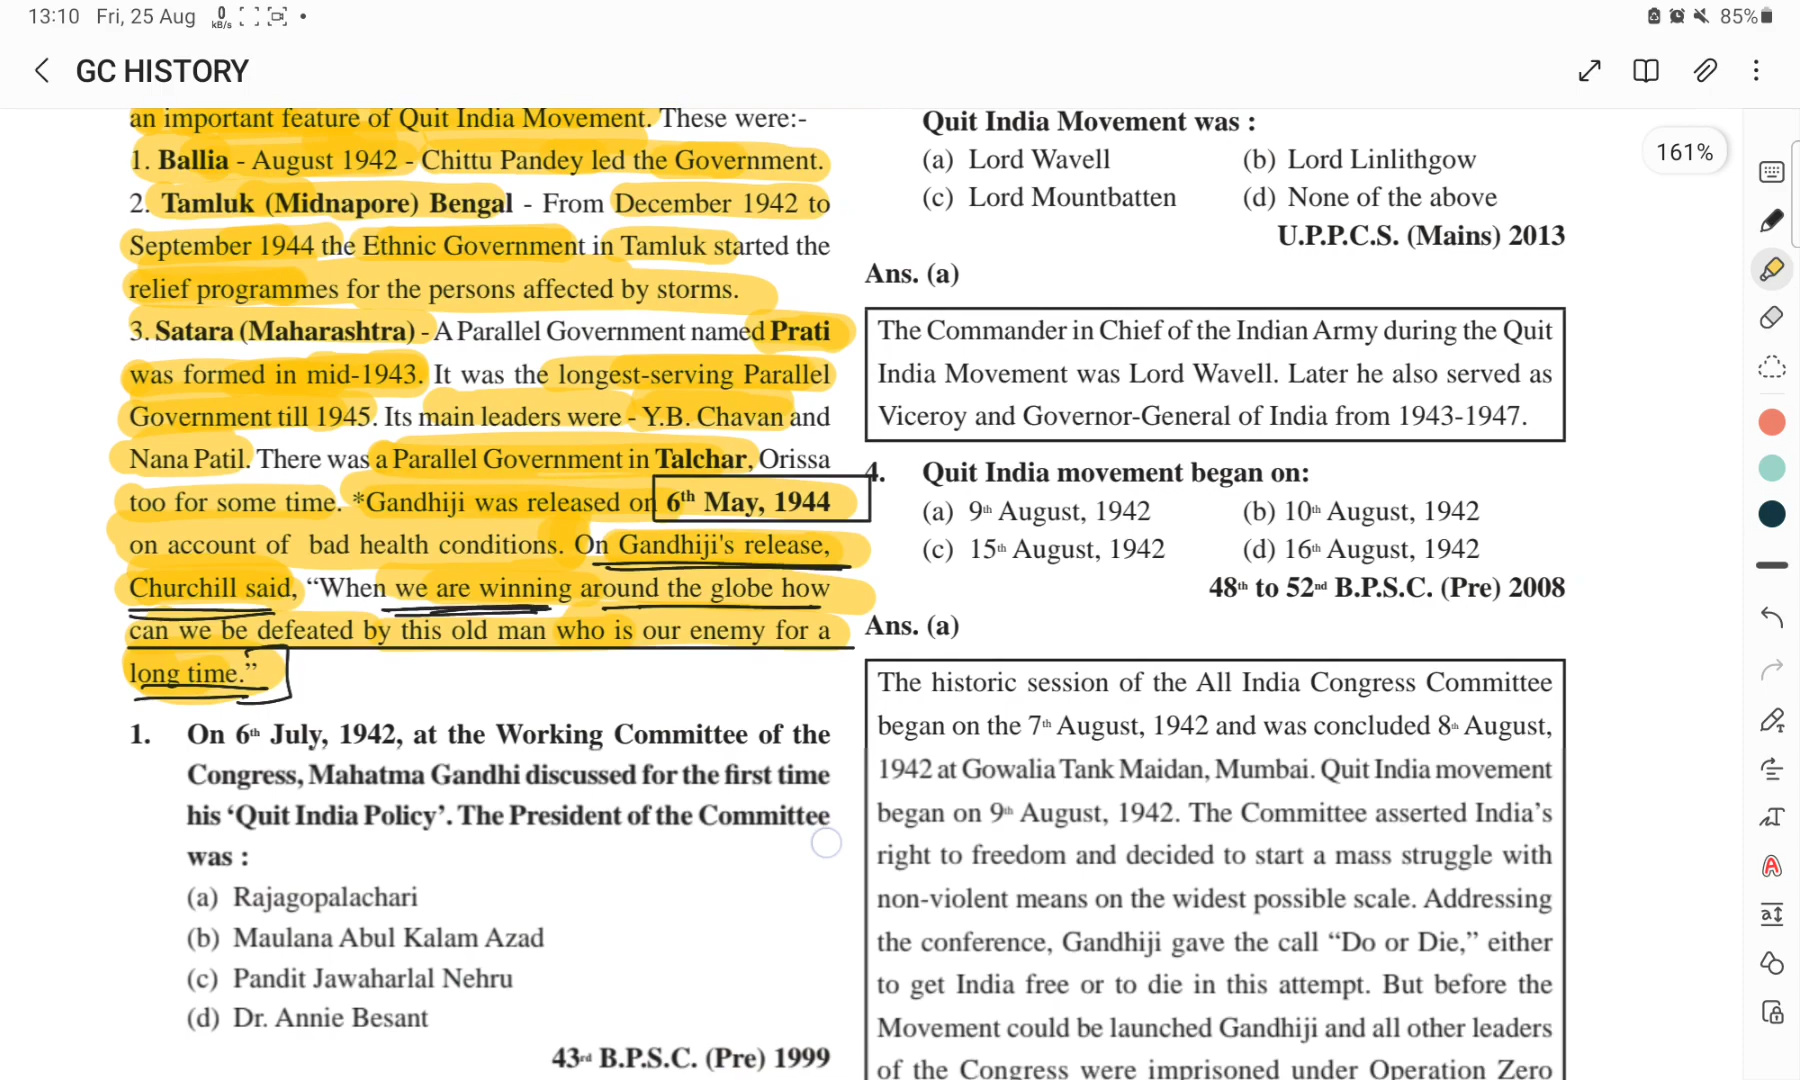 13:10 Fri, 25 Aug 0 kB/s 85%
GC HISTORY
161%
an important feature of Quit India Movement. These were:-
1. Ballia - August 1942 - Chittu Pandey led the Government.
2. Tamluk (Midnapore) Bengal - From December 1942 to
September 1944 the Ethnic Government in Tamluk started the
relief programmes for the persons affected by storms.
3. Satara (Maharashtra) - A Parallel Government named Prati
was formed in mid-1943. It was the longest-serving Parallel
Government till 1945. Its main leaders were - Y.B. Chavan and
Nana Patil. There was a Parallel Government in Talchar, Orissa
too for some time. *Gandhiji was released on 6th May, 1944
on account of bad health conditions. On Gandhiji's release,
Churchill said, “When we are winning around the globe how
can we be defeated by this old man who is our enemy for a
long time.”
1. On 6th July, 1942, at the Working Committee of the
Congress, Mahatma Gandhi discussed for the first time
his ‘Quit India Policy’. The President of the Committee
was :
(a) Rajagopalachari
(b) Maulana Abul Kalam Azad
(c) Pandit Jawaharlal Nehru
(d) Dr. Annie Besant
43rd B.P.S.C. (Pre) 1999
Quit India Movement was :
(a) Lord Wavell (b) Lord Linlithgow
(c) Lord Mountbatten (d) None of the above
U.P.P.C.S. (Mains) 2013
Ans. (a)
The Commander in Chief of the Indian Army during the Quit
India Movement was Lord Wavell. Later he also served as
Viceroy and Governor-General of India from 1943-1947.
4. Quit India movement began on:
(a) 9th August, 1942 (b) 10th August, 1942
(c) 15th August, 1942 (d) 16th August, 1942
48th to 52nd B.P.S.C. (Pre) 2008
Ans. (a)
The historic session of the All India Congress Committee
began on the 7th August, 1942 and was concluded 8th August,
1942 at Gowalia Tank Maidan, Mumbai. Quit India movement
began on 9th August, 1942. The Committee asserted India’s
right to freedom and decided to start a mass struggle with
non-violent means on the widest possible scale. Addressing
the conference, Gandhiji gave the call “Do or Die,” either
to get India free or to die in this attempt. But before the
Movement could be launched Gandhiji and all other leaders
of the Congress were imprisoned under Operation Zero